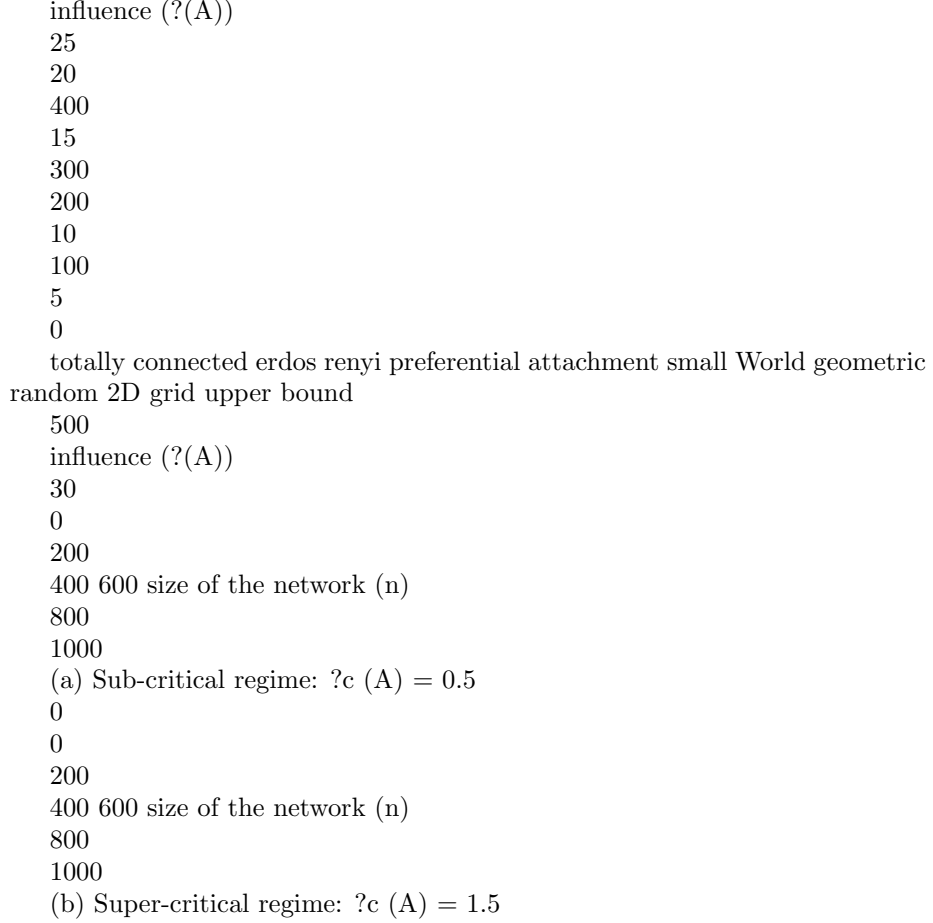 influence (?(A))
25
20
400
15
300
200
10
100
5
0
totally connected erdos renyi preferential attachment small World geometric
random 2D grid upper bound
500
influence (?(A))
30
0
200
400 600 size of the network (n)
800
1000
(a) Sub-critical regime: ?c (A) = 0.5
0
0
200
400 600 size of the network (n)
800
1000
(b) Super-critical regime: ?c (A) = 1.5